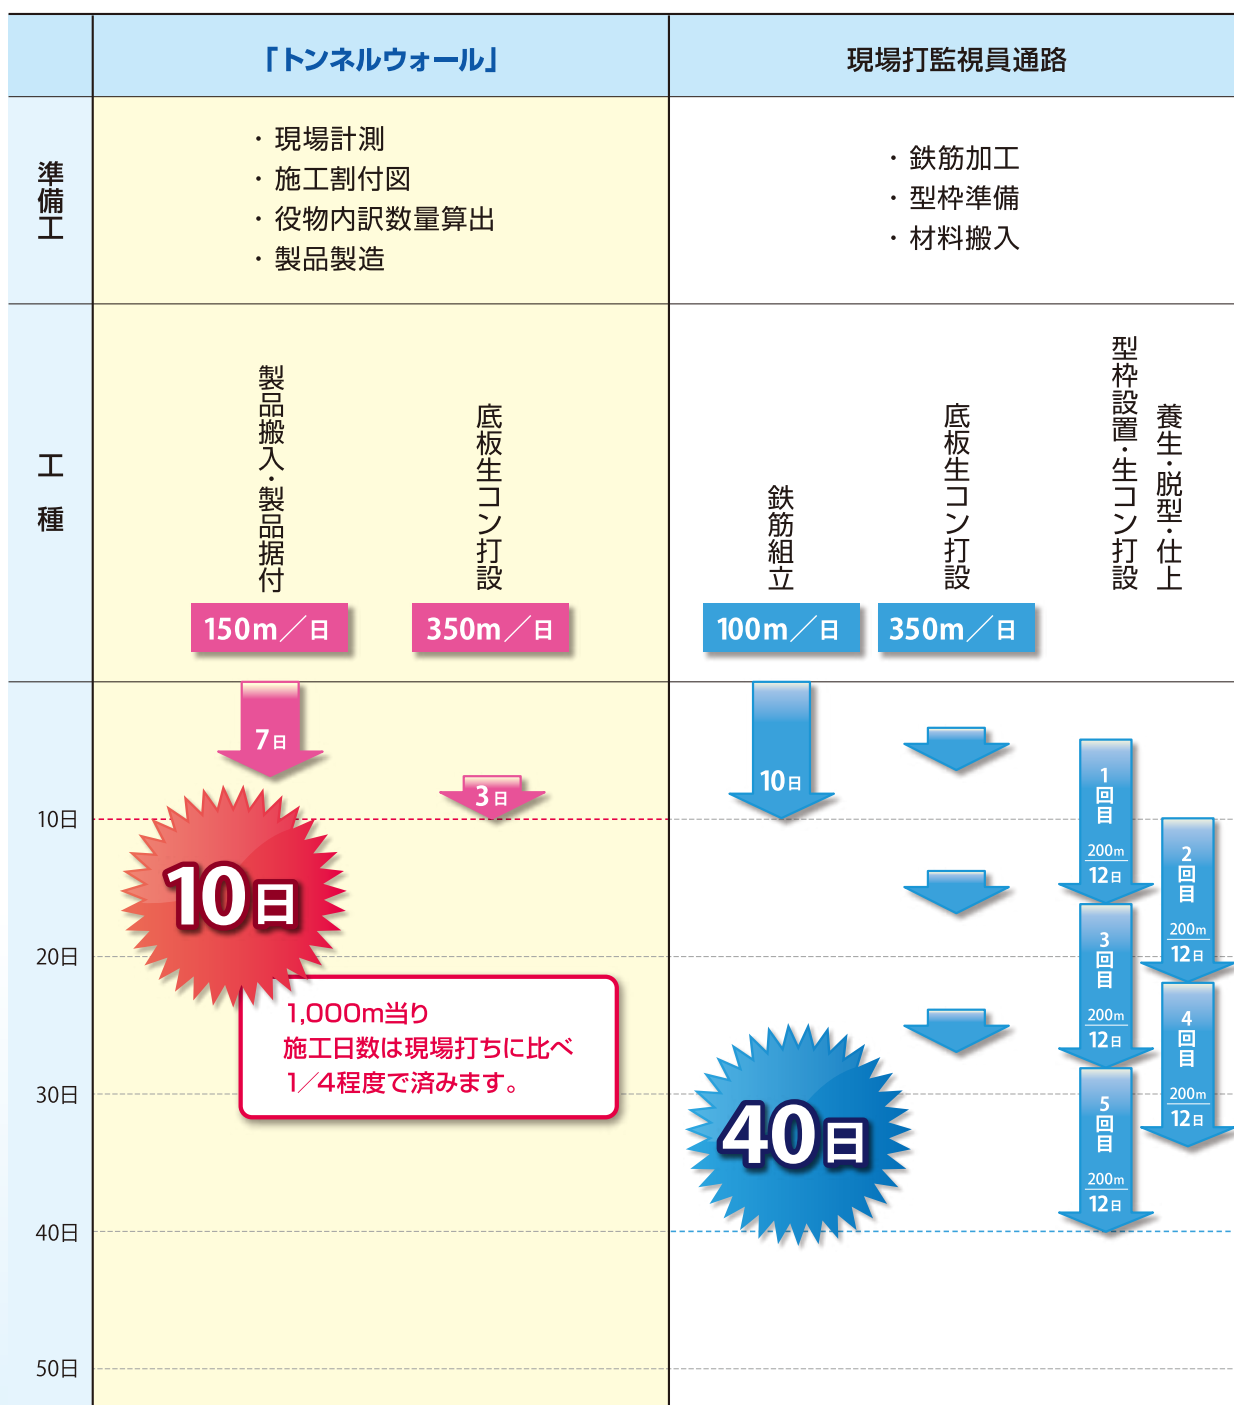 「トンネルウォール」
現場打監視員通路
準備工
・ 現場計測
・ 施工割付図
・ 役物内訳数量算出
・ 製品製造
・ 鉄筋加工
・ 型枠準備
・ 材料搬入
工種
製品搬入・製品据付
150m／日
底板生コン打設
350m／日
鉄筋組立
100m／日
底板生コン打設
350m／日
型枠設置・生コン打設
養生・脱型・仕上
7日
3日
10日
10日
20日
30日
40日
50日
10日
1,000m当り
施工日数は現場打ちに比べ
1／4程度で済みます。
40日
1回目
200m
12日
2回目
200m
12日
3回目
200m
12日
4回目
200m
12日
5回目
200m
12日